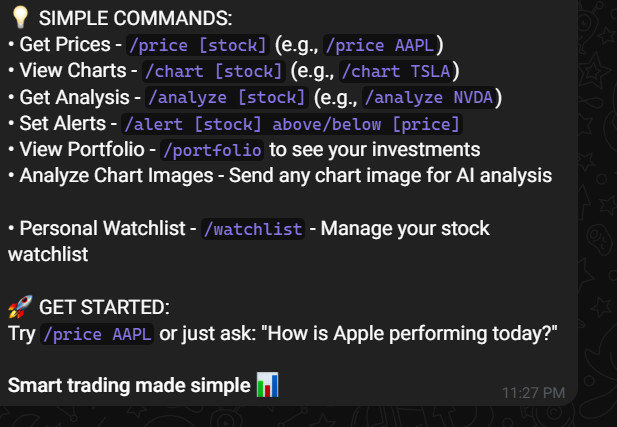 💡 SIMPLE COMMANDS:
• Get Prices - /price [stock] (e.g., /price AAPL)
• View Charts - /chart [stock] (e.g., /chart TSLA)
• Get Analysis - /analyze [stock] (e.g., /analyze NVDA)
• Set Alerts - /alert [stock] above/below [price]
• View Portfolio - /portfolio to see your investments
• Analyze Chart Images - Send any chart image for AI analysis
• Personal Watchlist - /watchlist - Manage your stock
watchlist
🚀 GET STARTED:
Try /price AAPL or just ask: "How is Apple performing today?"
Smart trading made simple 📊
11:27 PM